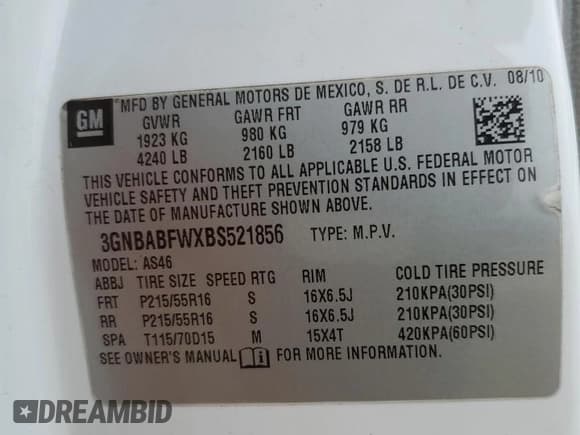 GM
MFD BY GENERAL MOTORS DE MEXICO, S. DE R.L. DE C.V. 08/10
GVWR GAWR FRT GAWR RR
1923 KG 980 KG 979 KG
4240 LB 2160 LB 2158 LB
THIS VEHICLE CONFORMS TO ALL APPLICABLE U.S. FEDERAL MOTOR
VEHICLE SAFETY AND THEFT PREVENTION STANDARDS IN EFFECT ON
THE DATE OF MANUFACTURE SHOWN ABOVE.
3GNBABFWXBS521856 TYPE: M.P.V.
MODEL: AS46
ABBJ TIRE SIZE SPEED RTG RIM COLD TIRE PRESSURE
FRT P215/55R16 S 16X6.5J 210KPA(30PSI)
RR P215/55R16 S 16X6.5J 210KPA(30PSI)
SPA T115/70D15 M 15X4T 420KPA(60PSI)
SEE OWNER'S MANUAL i FOR MORE INFORMATION.
DREAMBID